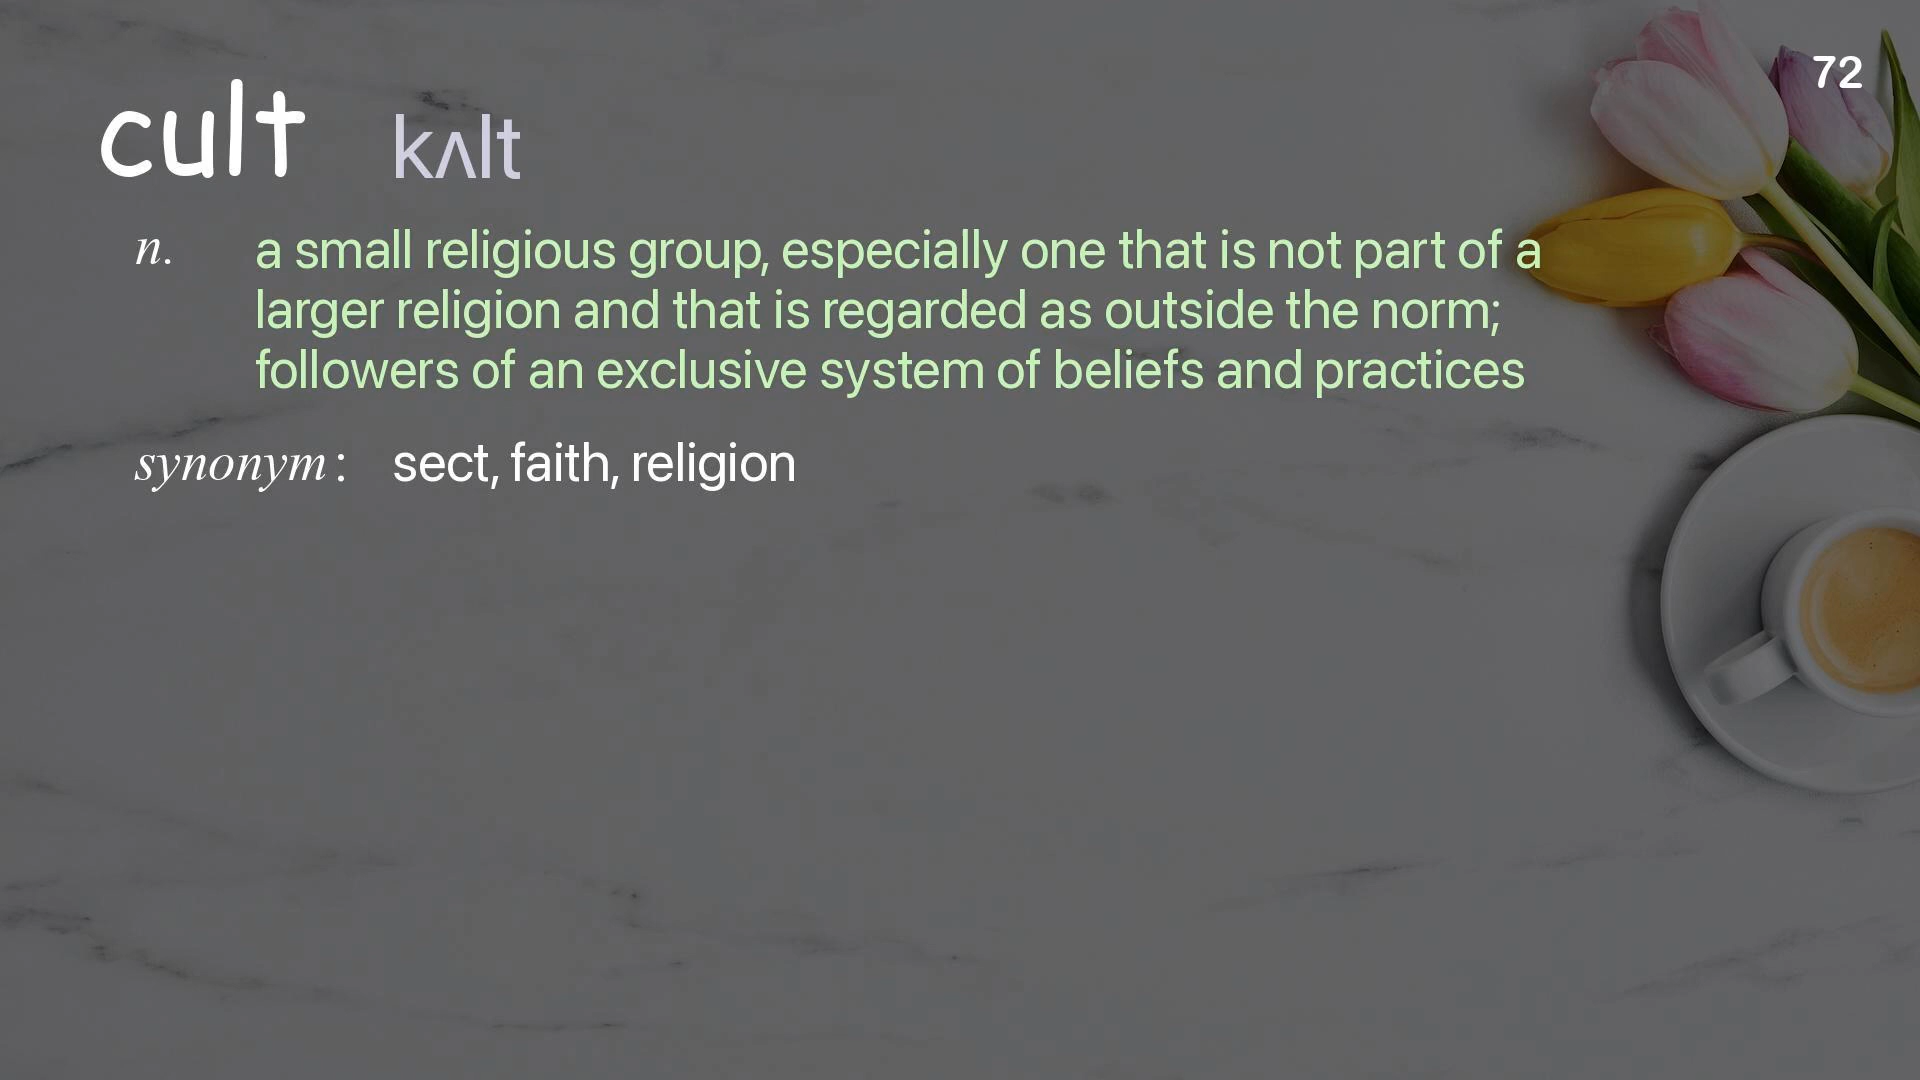 72
cult kʌlt
n. a small religious group, especially one that is not part of a
larger religion and that is regarded as outside the norm;
followers of an exclusive system of beliefs and practices
synonym: sect, faith, religion